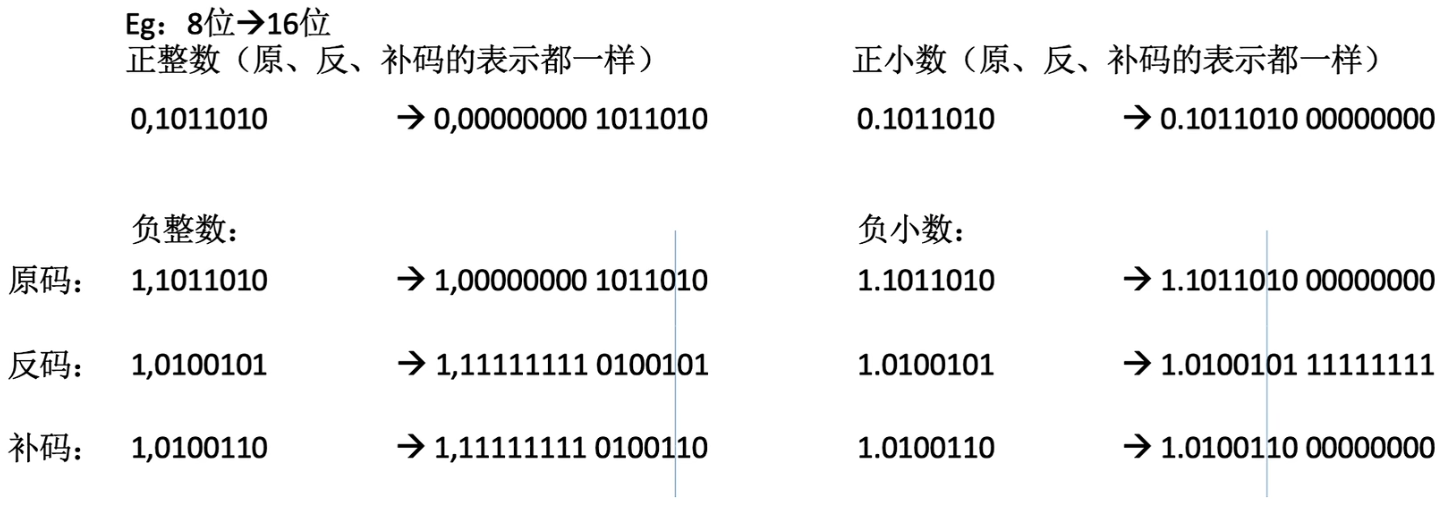 Eg：8位→16位
正整数（原、反、补码的表示都一样） 正小数（原、反、补码的表示都一样）
0,1011010 → 0,00000000 1011010 0.1011010 → 0.1011010 00000000
负整数： 负小数：
原码： 1,1011010 → 1,00000000 1011010 1.1011010 → 1.1011010 00000000
反码： 1,0100101 → 1,11111111 0100101 1.0100101 → 1.0100101 11111111
补码： 1,0100110 → 1,11111111 0100110 1.0100110 → 1.0100110 00000000